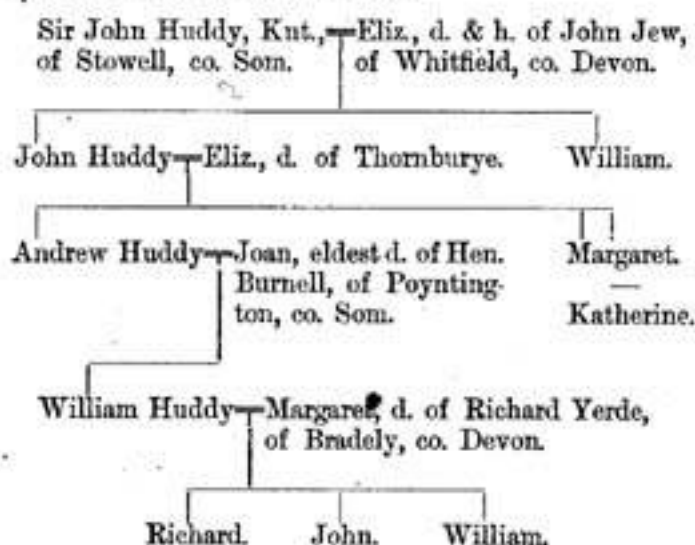 Sir John Huddy, Knt., Eliz., d. & h. of John Jew,
of Stowell, co. Som. of Whitfield, co. Devon.
John Huddy Eliz., d. of Thornburye. William.
Andrew Huddy Joan, eldest d. of Hen. Margaret.
Burnell, of Poynting-
ton, co. Som. Katherine.
William Huddy Margaret, d. of Richard Yerde,
of Bradely, co. Devon.
Richard. John. William.